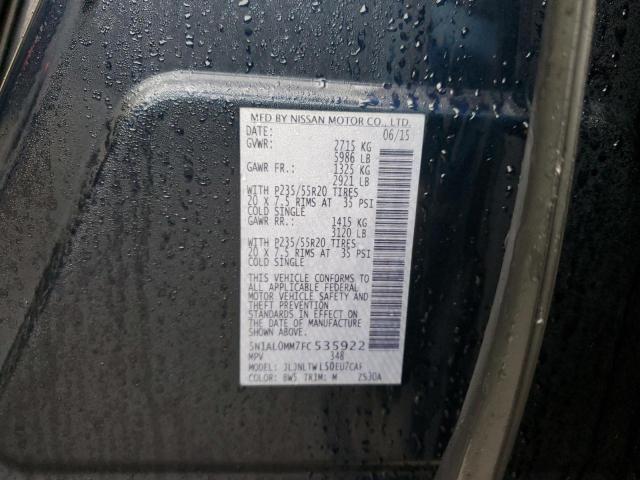 MFD BY NISSAN MOTOR CO., LTD.
DATE: 06/15
GVWR: 2715 KG
5986 LB
GAWR FR.: 1325 KG
2921 LB
WITH P235/55R20 TIRES
20 X 7.5 RIMS AT 35 PSI
COLD SINGLE
GAWR RR.: 1415 KG
3120 LB
WITH P235/55R20 TIRES
20 X 7.5 RIMS AT 35 PSI
COLD SINGLE
THIS VEHICLE CONFORMS TO
ALL APPLICABLE FEDERAL
MOTOR VEHICLE SAFETY AND
THEFT PREVENTION
STANDARDS IN EFFECT ON
THE DATE OF MANUFACTURE
SHOWN ABOVE.
5N1AL0MM7FC535922
MPV 348
MODEL: JLJNLTWL50EU7CAF
COLOR: BW5 TRIM: M ZS30A